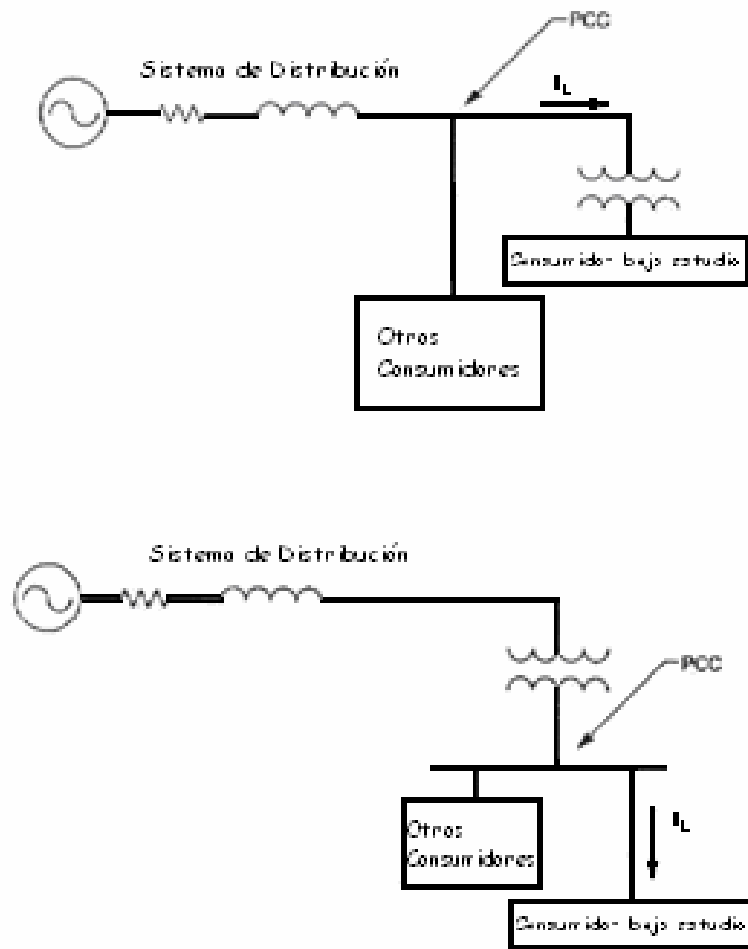 PCC
Sistema de Distribución
IL
Consumidor bajo estudio
Otros
Consumidores
Sistema de Distribución
PCC
Otros
Consumidores
IL
Consumidor bajo estudio